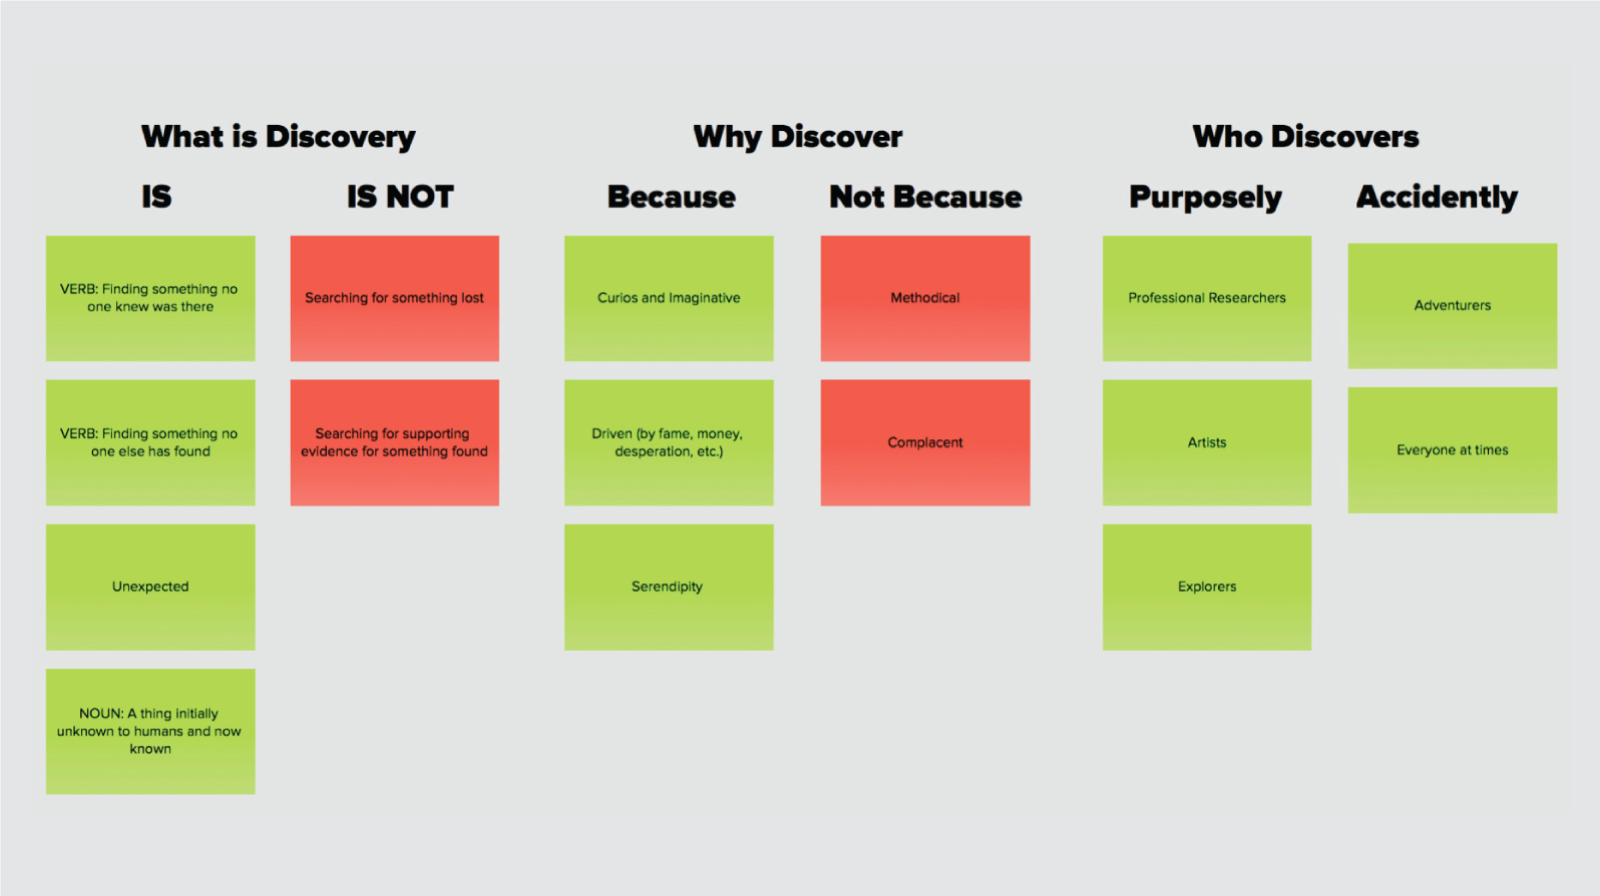 What is Discovery
IS
VERB: Finding something no
one knew was there
VERB: Finding something no
one else has found
Unexpected
NOUN: A thing initially
unknown to humans and now
known
IS NOT
Searching for something lost
Searching for supporting
evidence for something found
Why Discover
Because
Curios and Imaginative
Driven (by fame, money,
desperation, etc.)
Serendipity
Not Because
Methodical
Complacent
Who Discovers
Purposely
Professional Researchers
Artists
Explorers
Accidently
Adventurers
Everyone at times